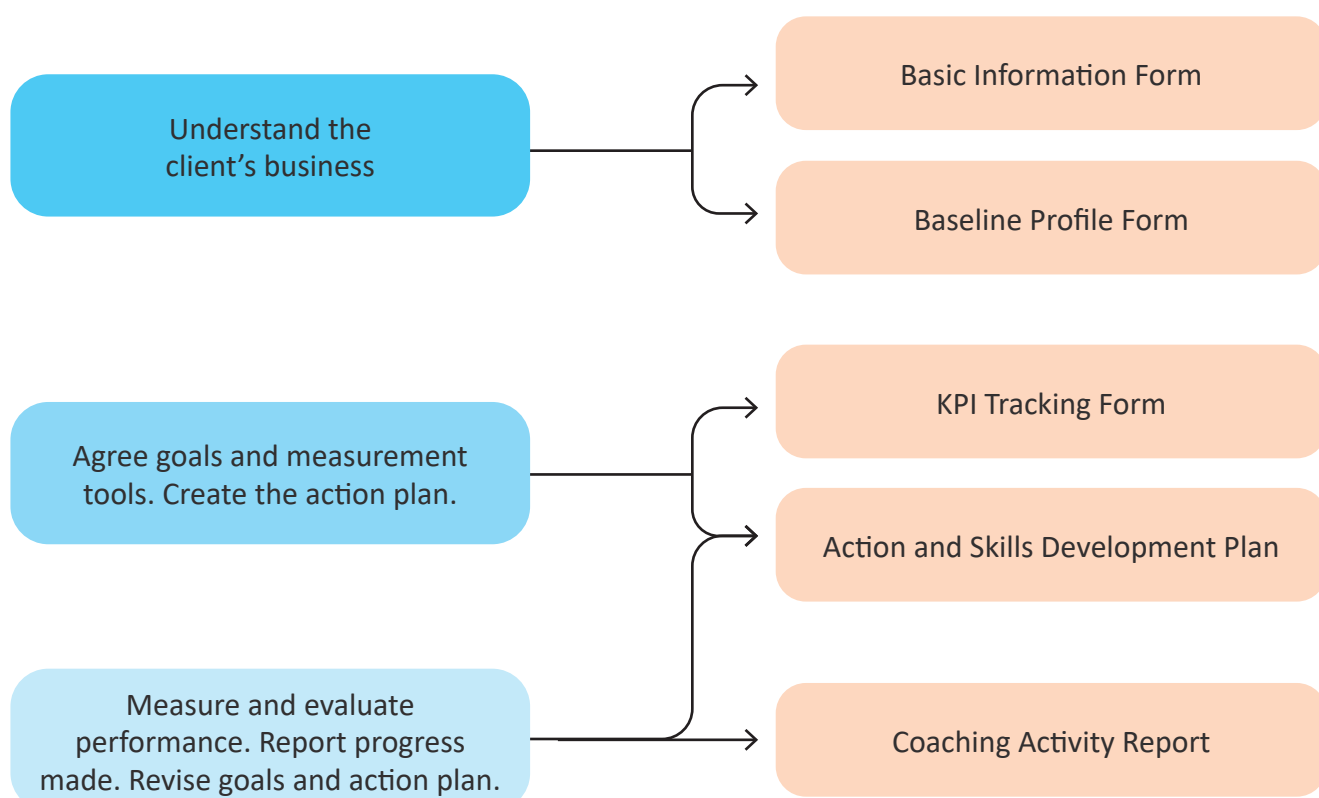 Understand the
client’s business
Basic Information Form
Baseline Profile Form
Agree goals and measurement
tools. Create the action plan.
KPI Tracking Form
Action and Skills Development Plan
Measure and evaluate
performance. Report progress
made. Revise goals and action plan.
Coaching Activity Report